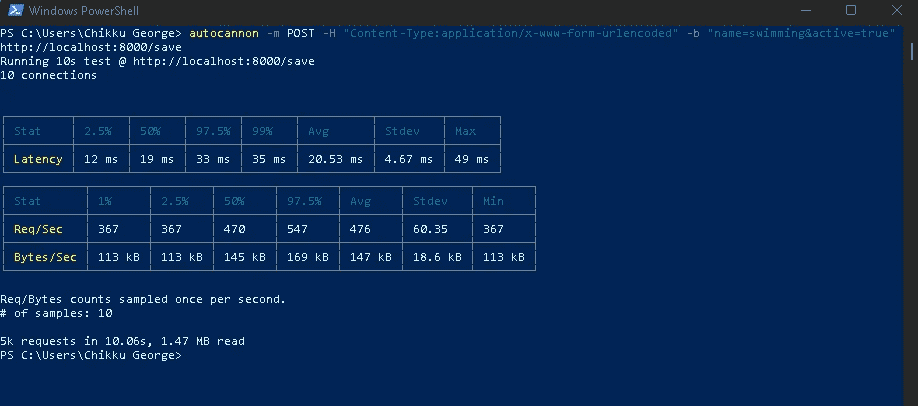 Windows PowerShell
PS C:\Users\Chikku George> autocannon -m POST -H "Content-Type:application/x-www-form-urlencoded" -b "name=swimming&active=true"
http://localhost:8000/save
Running 10s test @ http://localhost:8000/save
10 connections
Stat 2.5% 50% 97.5% 99% Avg Stdev Max
Latency 12 ms 19 ms 33 ms 35 ms 20.53 ms 4.67 ms 49 ms
Stat 1% 2.5% 50% 97.5% Avg Stdev Min
Req/Sec 367 367 470 547 476 60.35 367
Bytes/Sec 113 kB 113 kB 145 kB 169 kB 147 kB 18.6 kB 113 kB
Req/Bytes counts sampled once per second.
# of samples: 10
5k requests in 10.06s, 1.47 MB read
PS C:\Users\Chikku George>